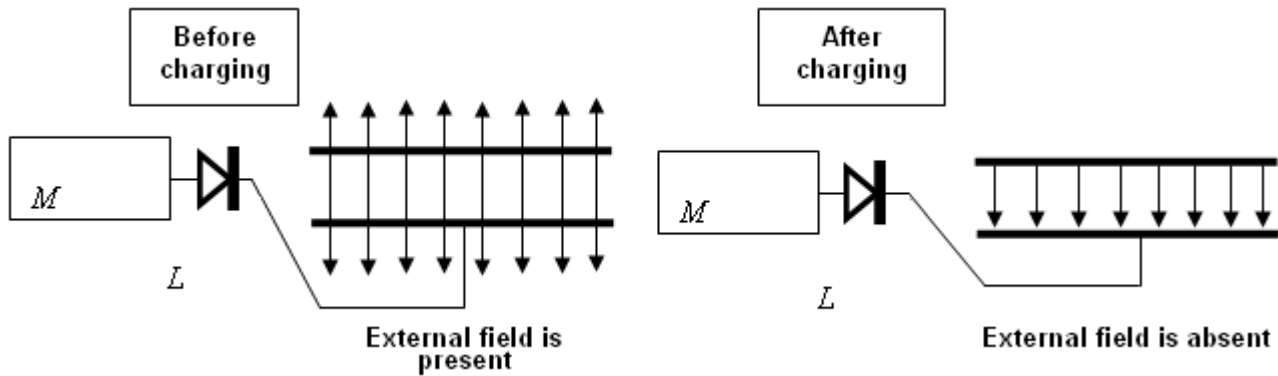 Before
charging
M
L
External field is
present
After
charging
M
L
External field is absent